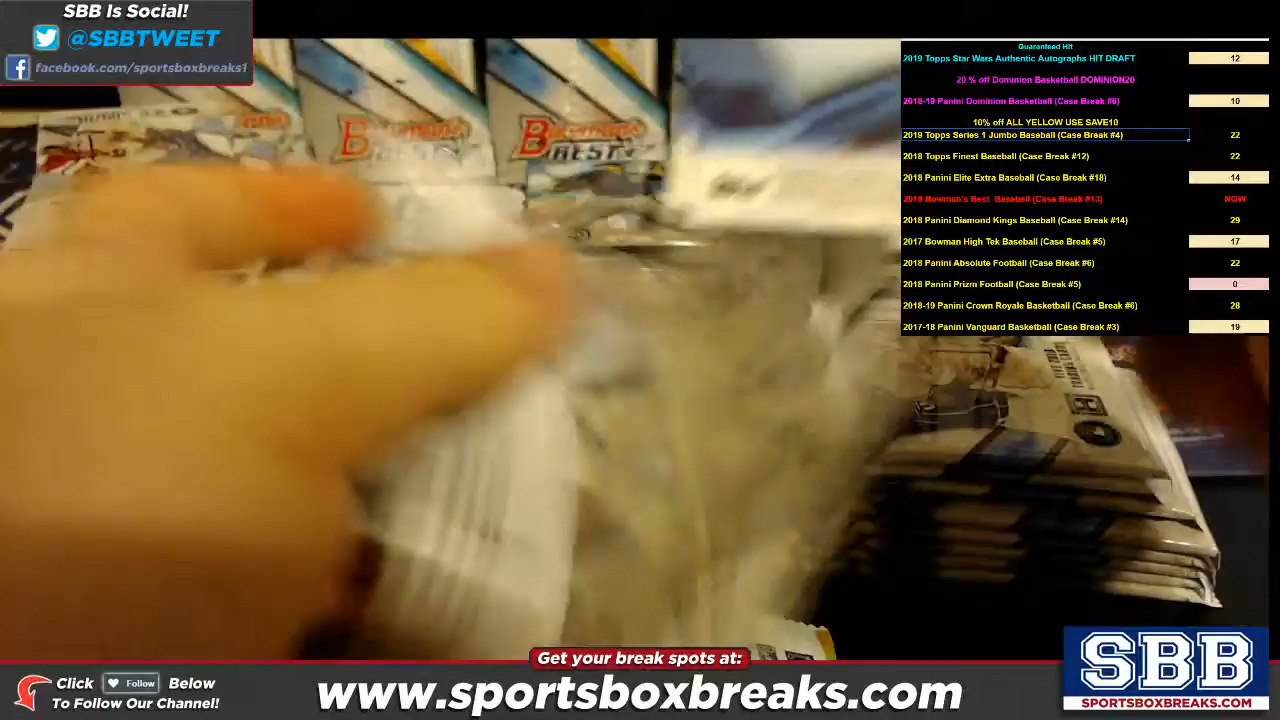 SBB Is Social!
@SBBTWEET
facebook.com/sportsboxbreaks1
BEST
Bowman's
BEST
Guaranteed Hit
2019 Topps Star Wars Authentic Autographs HIT DRAFT 12
20 % off Dominion Basketball DOMINION20
2018-19 Panini Dominion Basketball (Case Break #6) 10
10% off ALL YELLOW USE SAVE10
2019 Topps Series 1 Jumbo Baseball (Case Break #4) 22
2018 Topps Finest Baseball (Case Break #12) 22
2018 Panini Elite Extra Baseball (Case Break #18) 14
2018 Bowman's Best Baseball (Case Break #13) NOW
2018 Panini Diamond Kings Baseball (Case Break #14) 29
2017 Bowman High Tek Baseball (Case Break #5) 17
2018 Panini Absolute Football (Case Break #6) 22
2018 Panini Prizm Football (Case Break #5) 0
2018-19 Panini Crown Royale Basketball (Case Break #6) 28
2017-18 Panini Vanguard Basketball (Case Break #3) 19
Get your break spots at:
Click Follow Below
To Follow Our Channel!
www.sportsboxbreaks.com
SBB
SPORTSBOXBREAKS.COM